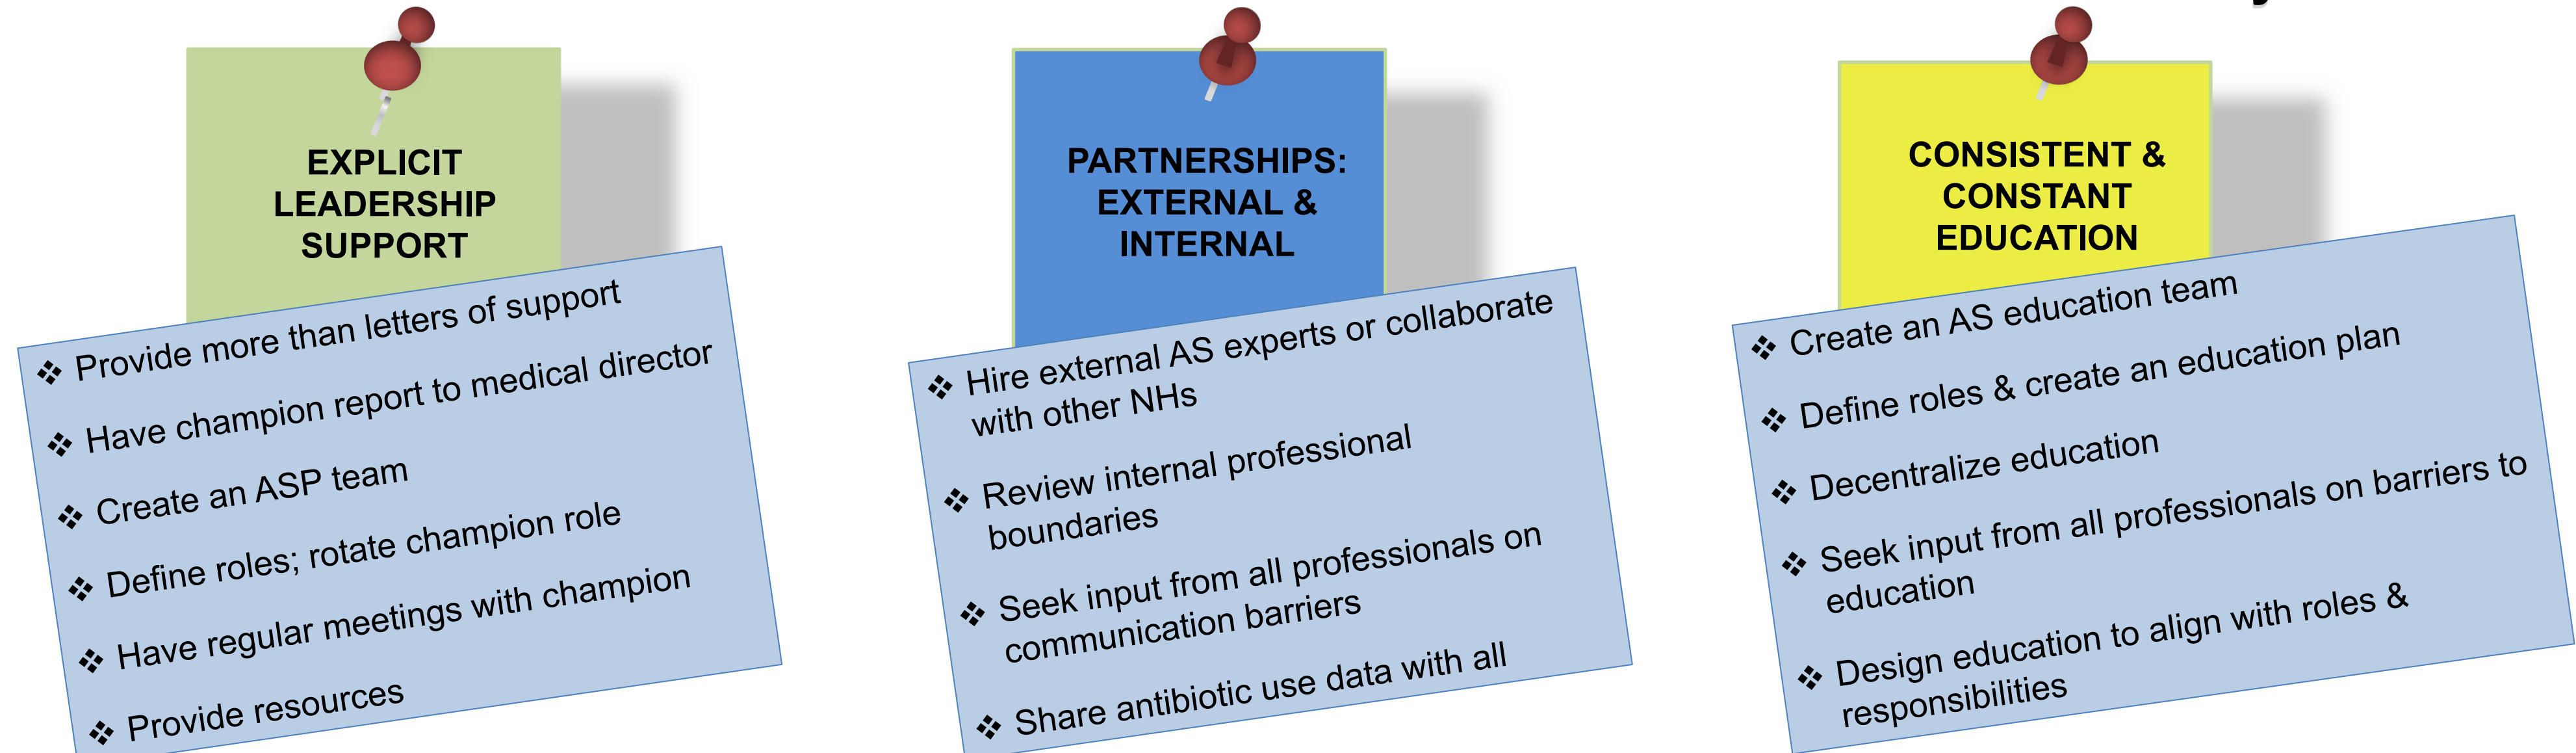 EXPLICIT
LEADERSHIP
SUPPORT
❖ Provide more than letters of support
❖ Have champion report to medical director
❖ Create an ASP team
❖ Define roles; rotate champion role
❖ Have regular meetings with champion
❖ Provide resources
PARTNERSHIPS:
EXTERNAL &
INTERNAL
❖ Hire external AS experts or collaborate
with other NHs
❖ Review internal professional
boundaries
❖ Seek input from all professionals on
communication barriers
❖ Share antibiotic use data with all
CONSISTENT &
CONSTANT
EDUCATION
❖ Create an AS education team
❖ Define roles & create an education plan
❖ Decentralize education
❖ Seek input from all professionals on barriers to
education
❖ Design education to align with roles &
responsibilities